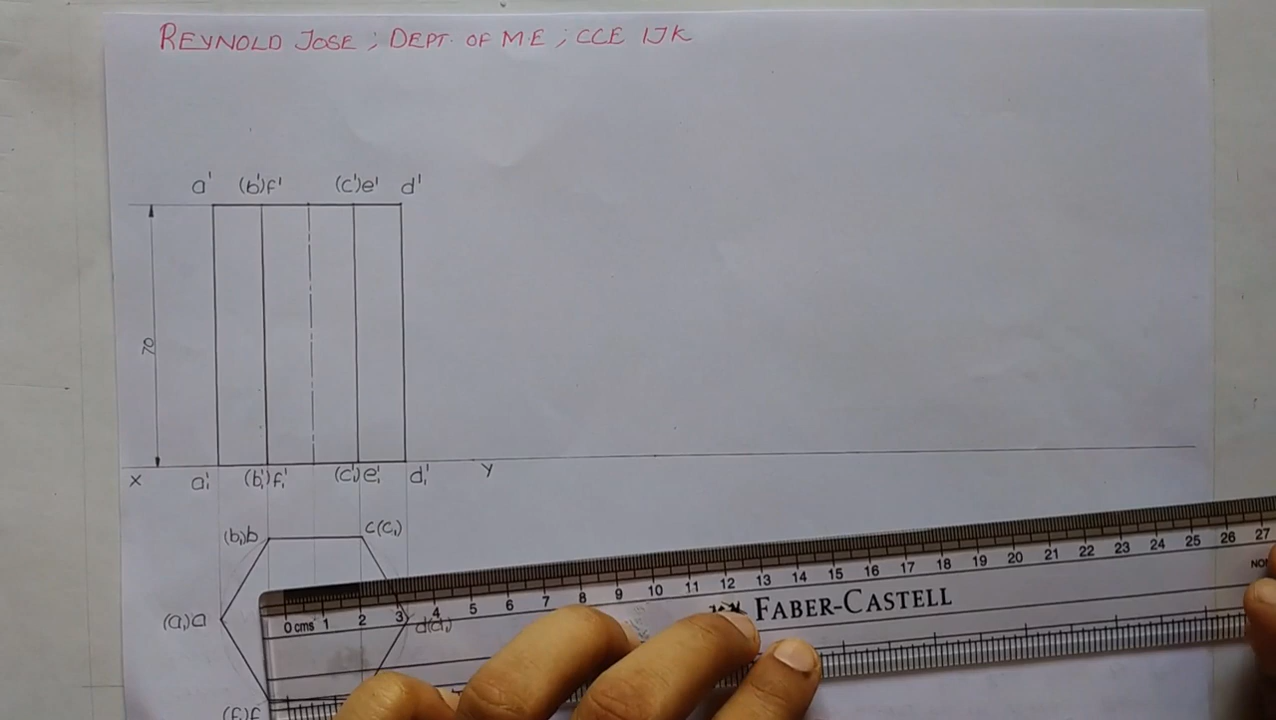 REYNOLD JOSE ; DEPT. OF M.E ; CCE IJK
a' (b')f' (c')e' d'
70
X a₁' (b₁')f₁' (c₁')e₁' d₁' Y
(b₁)b c(c₁)
(a₁)a d(d₁)
0 cms 1 2 3 4 5 6 7 8 9 10 11 12 13 14 15 16 17 18 19 20 21 22 23 24 25 26 27
FABER-CASTELL